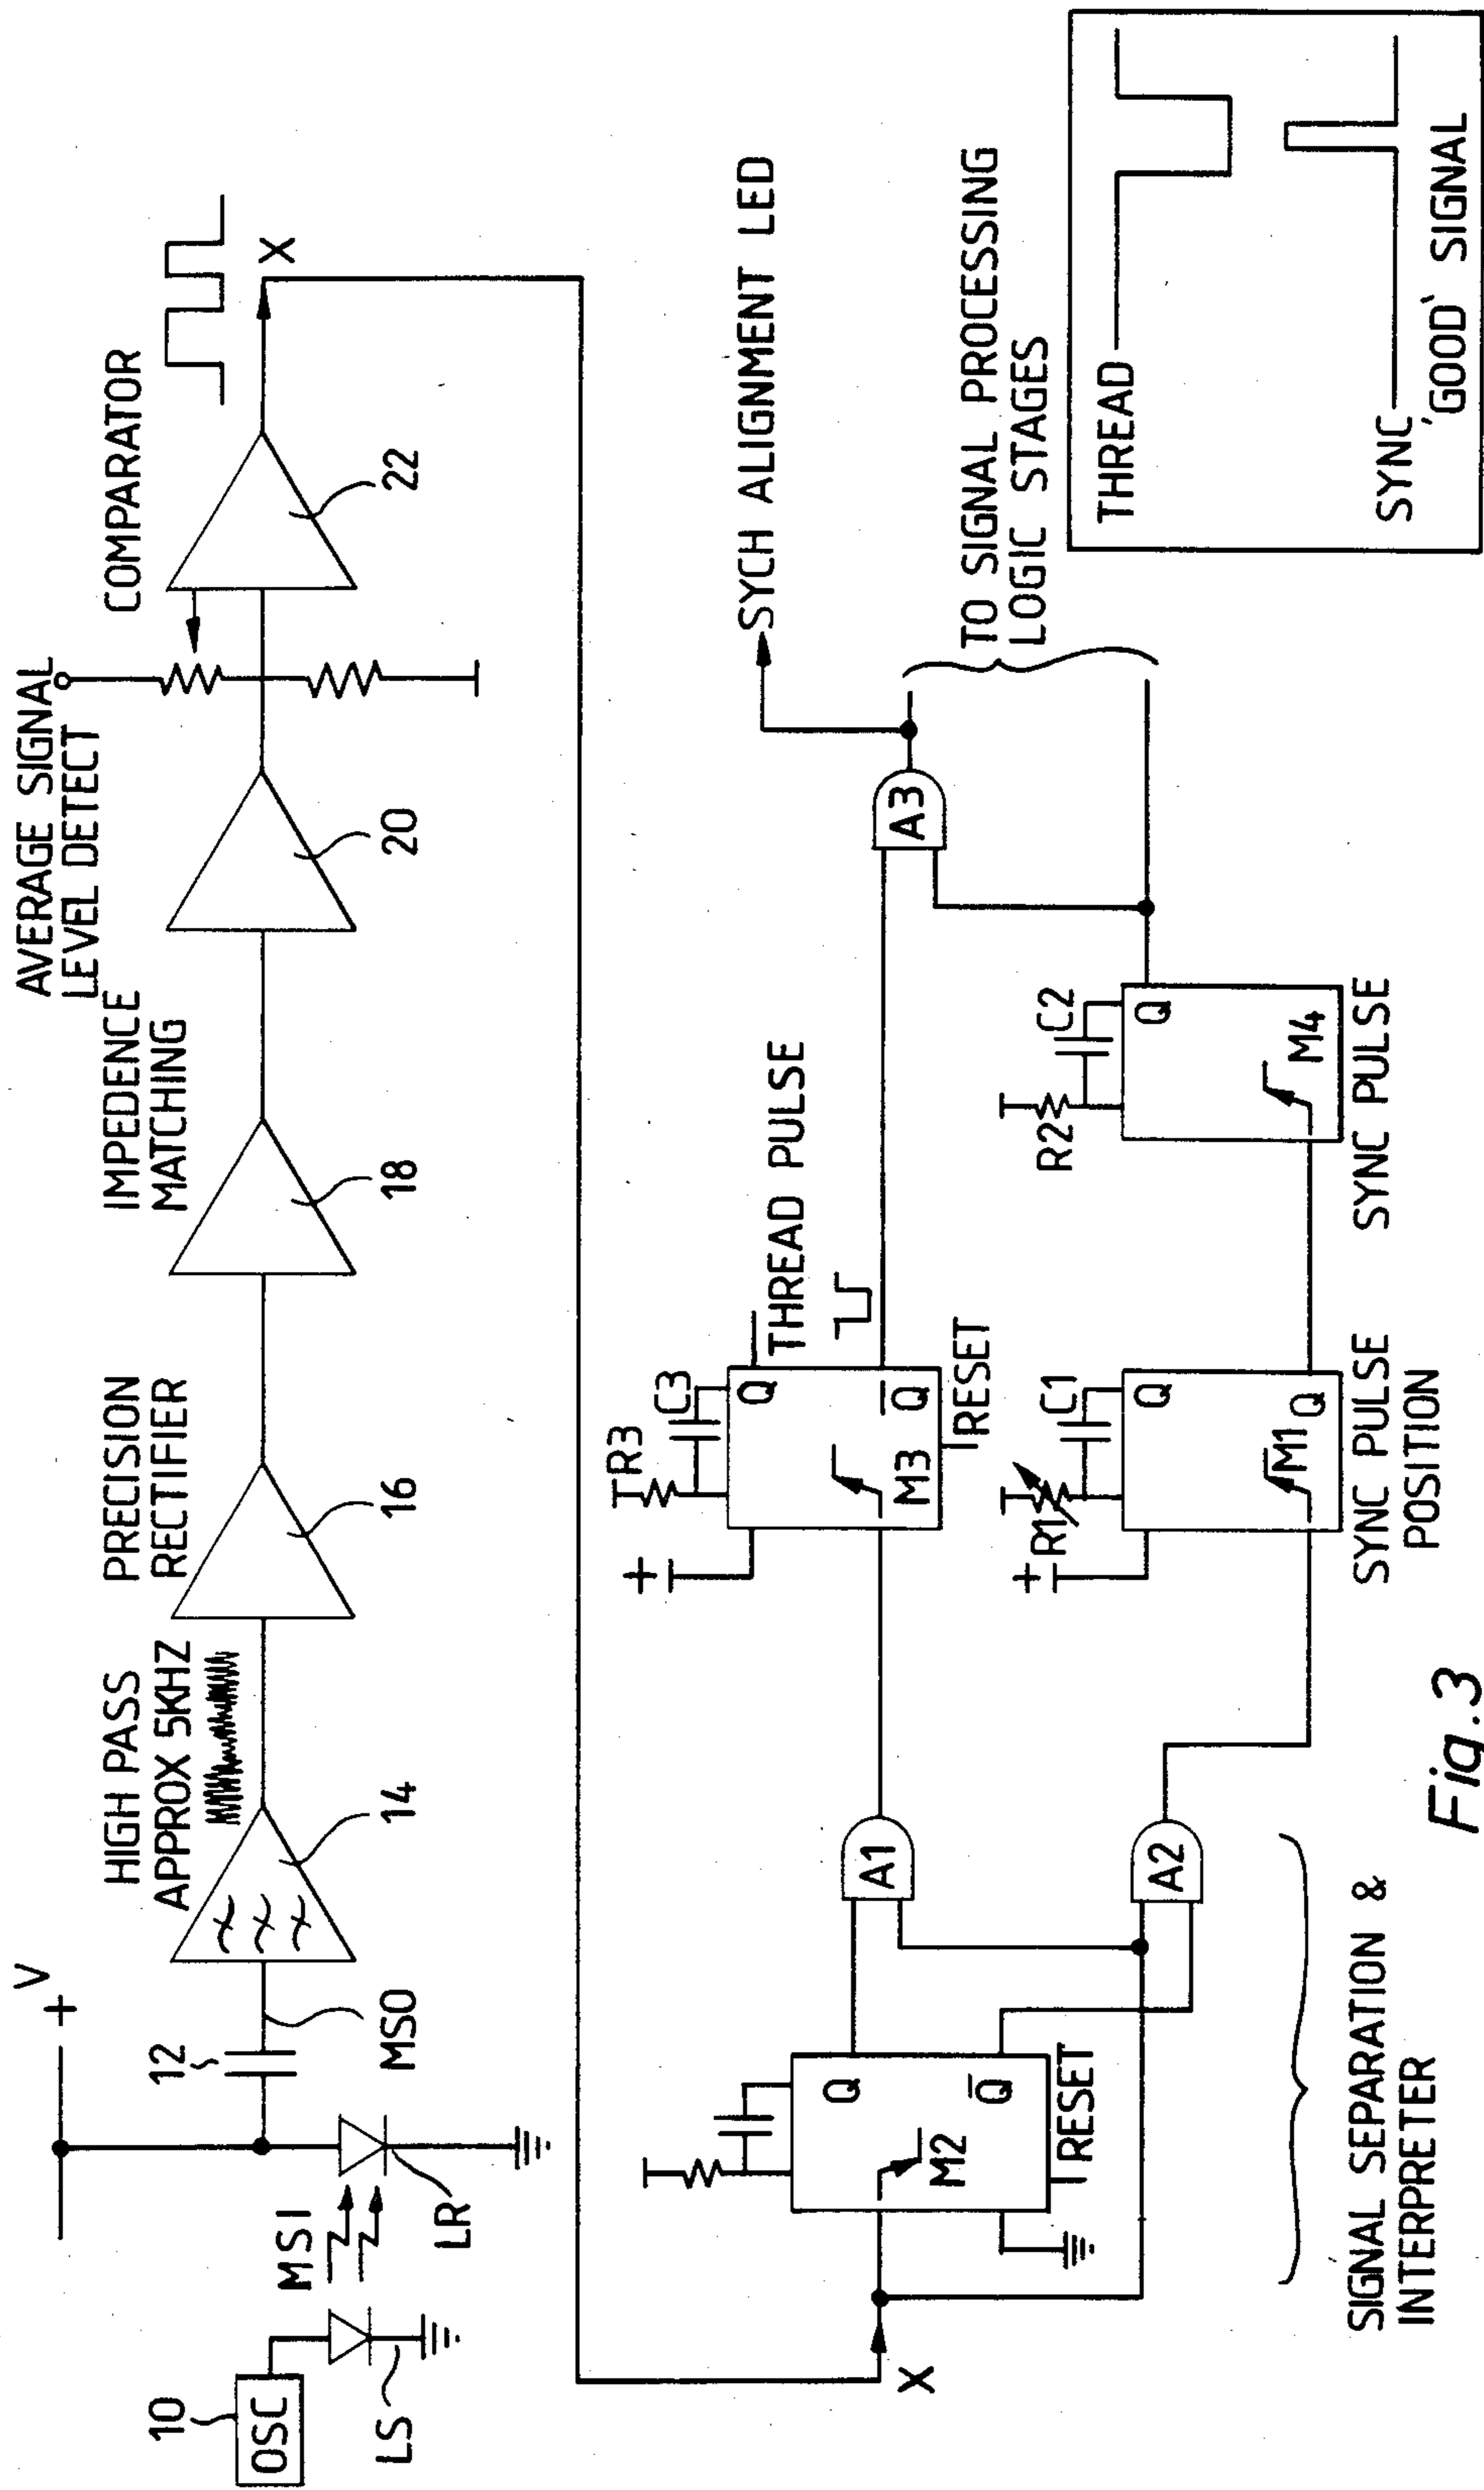 AVERAGE SIGNAL
LEVEL DETECT
COMPARATOR
IMPEDENCE
MATCHING
PRECISION
RECTIFIER
HIGH PASS
APPROX 5KHZ
+ V
12
MSO
14
16
18
20
22
X
10
OSC
LS
MSI
LR
X
M2
Q
Q̅
RESET
A1
A2
+
R3
C3
Q
M3
Q̅
RESET
THREAD PULSE
+
R1
C1
Q
M1
Q
SYNC PULSE
POSITION
R2
C2
Q
M4
SYNC PULSE
A3
SYCH ALIGNMENT LED
TO SIGNAL PROCESSING
LOGIC STAGES
THREAD
SYNC
'GOOD' SIGNAL
SIGNAL SEPARATION &
INTERPRETER
Fig.3